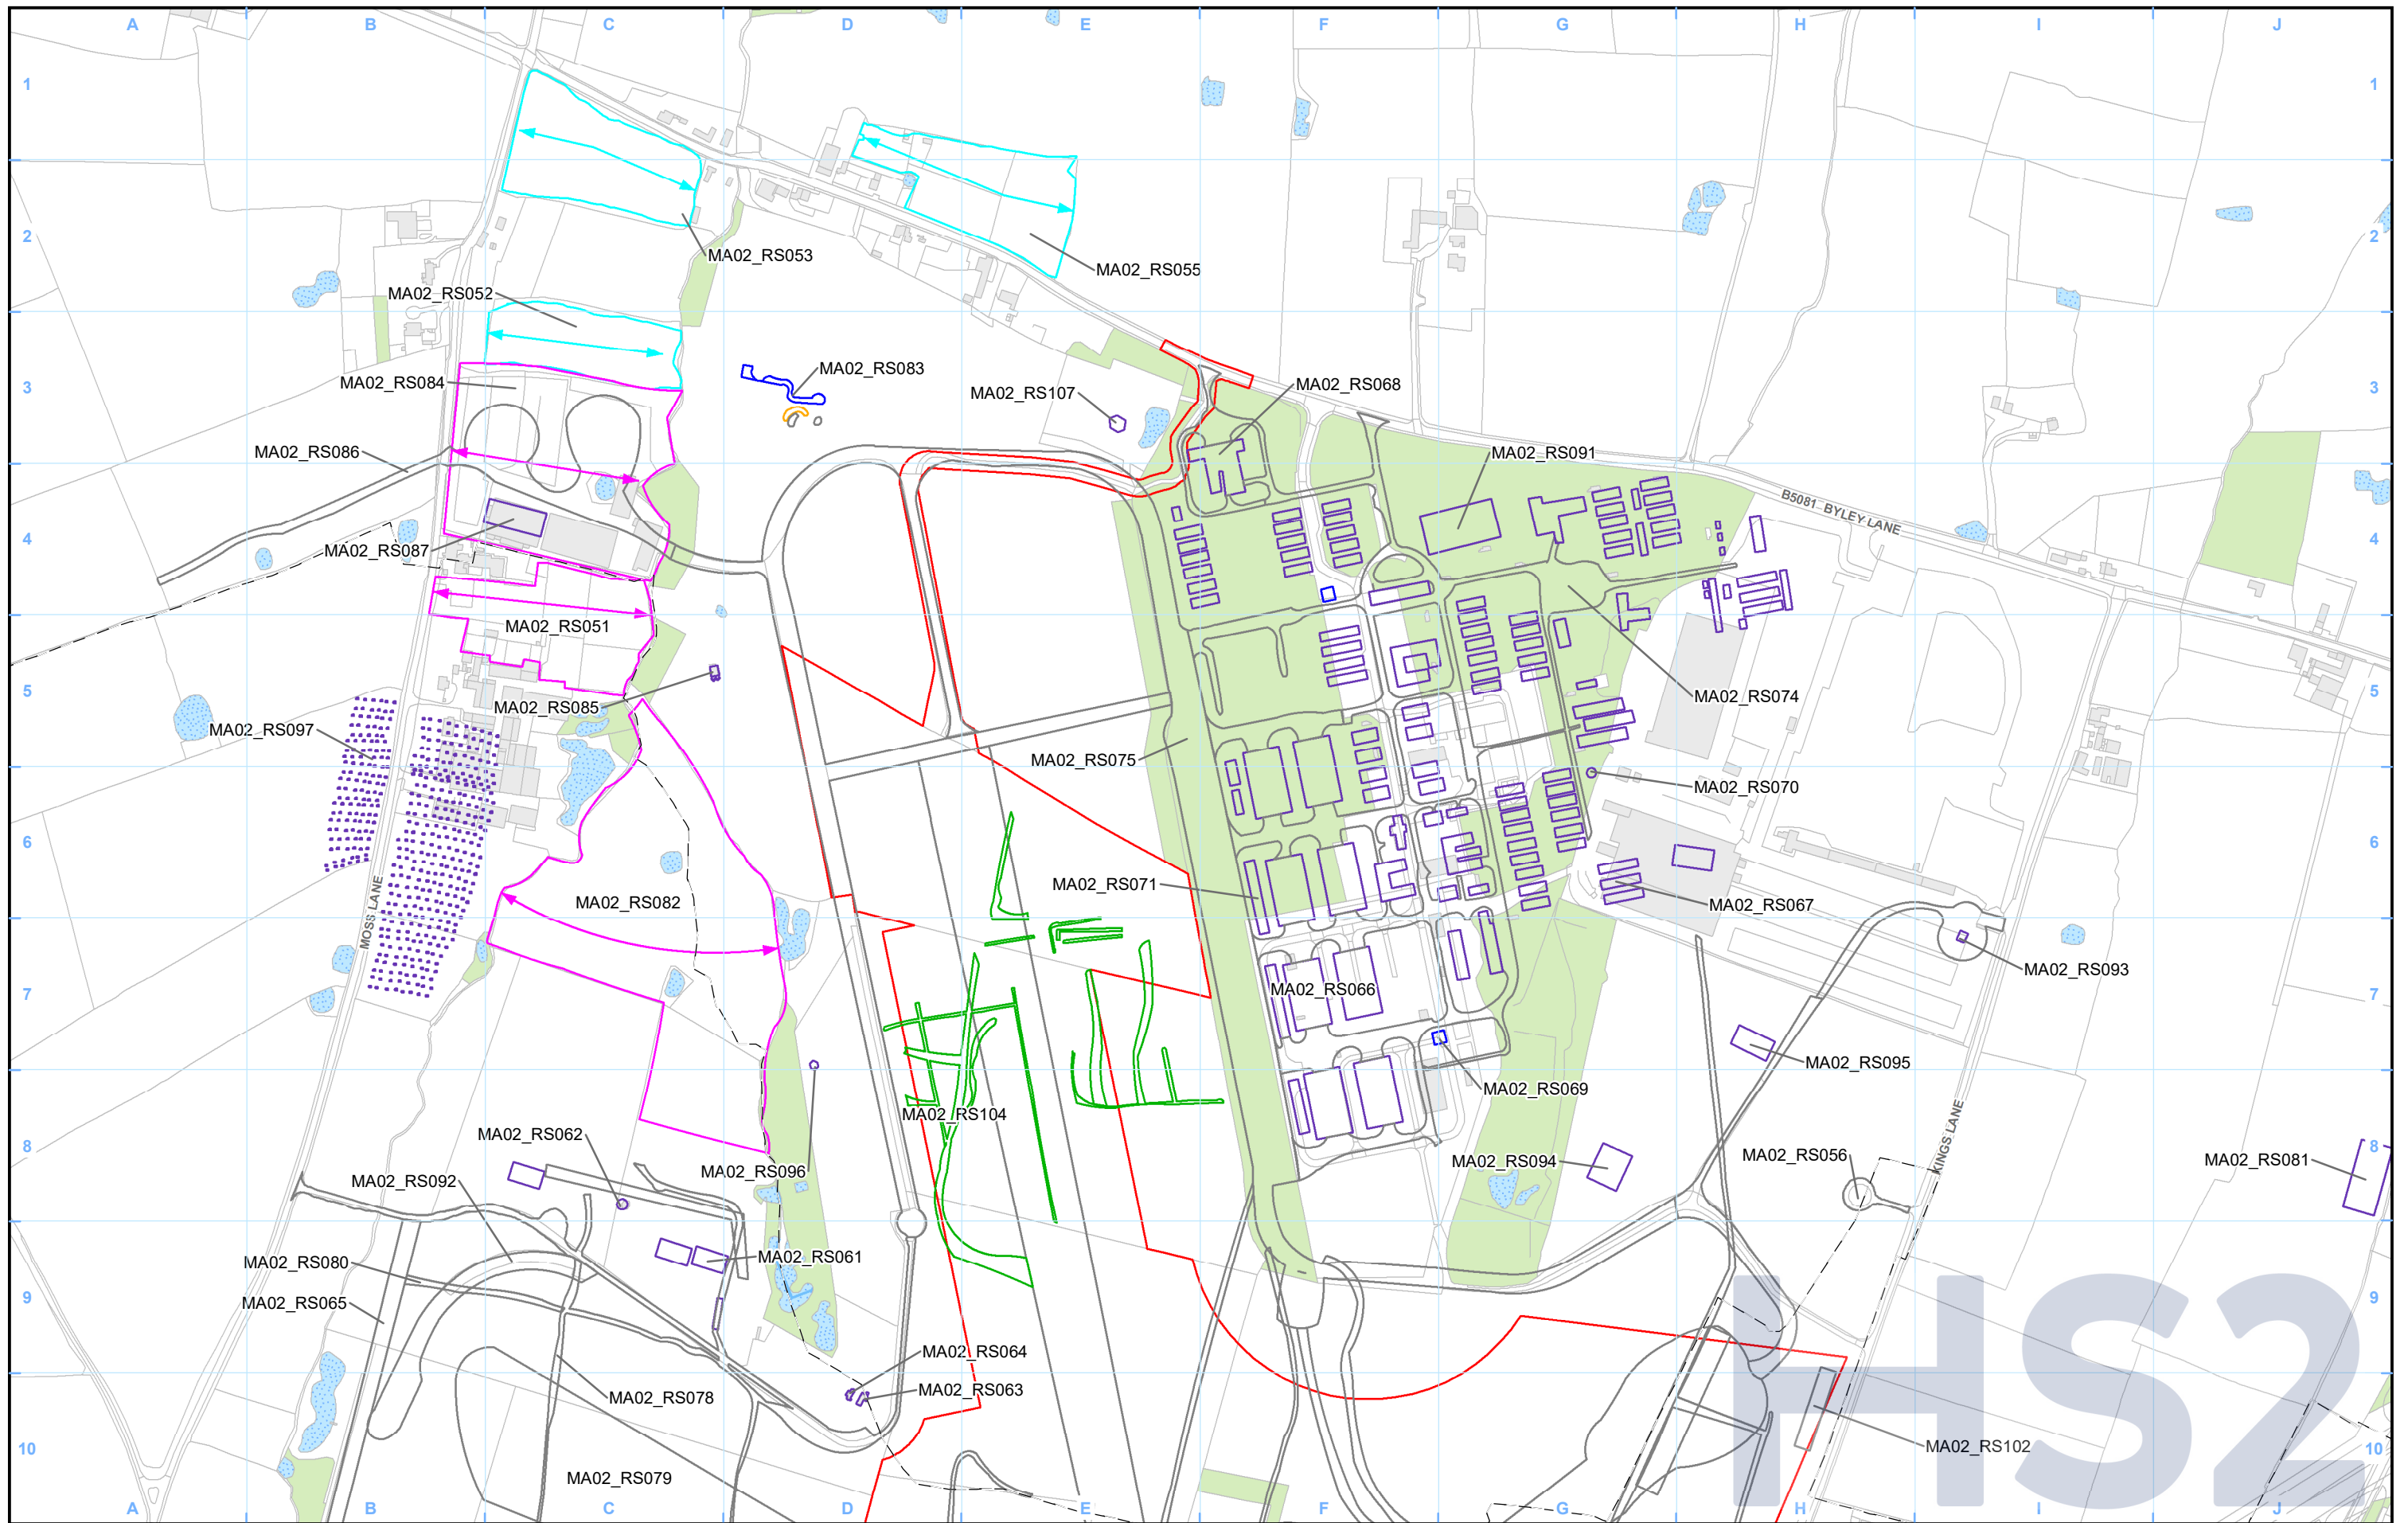 A B C D E F G H I J
1 1
MA02_RS053
2 2
MA02_RS055
MA02_RS052
MA02_RS083
MA02_RS084
3 3
MA02_RS107
MA02_RS068
MA02_RS086
MA02_RS091
B5081 BYLEY LANE
4 4
MA02_RS087
MA02_RS051
5 5
MA02_RS074
MA02_RS085
MA02_RS097
MA02_RS075
MA02_RS070
6 6
MA02_RS071
MA02_RS082
MA02_RS067
MOSS LANE
MA02_RS093
7 7
MA02_RS066
MA02_RS095
MA02_RS069
MA02_RS104
MA02_RS062
KINGS LANE
8 8
MA02_RS056
MA02_RS081
MA02_RS094
MA02_RS096
MA02_RS092
MA02_RS061
MA02_RS080
9 9
MA02_RS065
MA02_RS064
MA02_RS063
MA02_RS078
MA02_RS102
10 10
MA02_RS079
HS2
A B C D E F G H I J